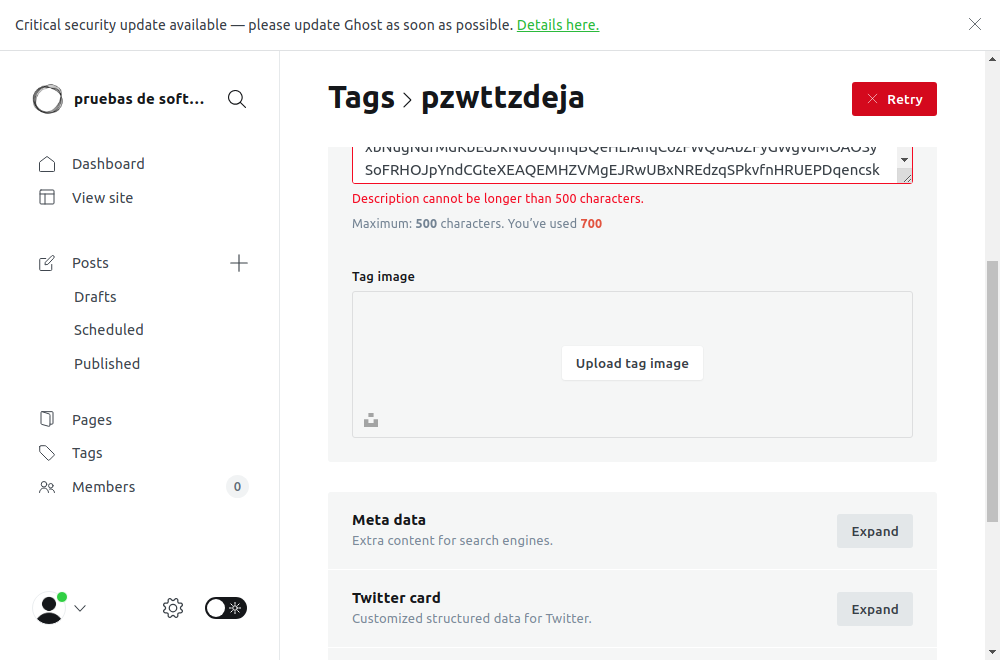 Critical security update available — please update Ghost as soon as possible. Details here.
pruebas de soft...
Dashboard
View site
Posts
Drafts
Scheduled
Published
Pages
Tags
Members 0
Tags > pzwttzdeja
Retry
SoFRHOJpYndCGteXEAQEMHZVMgEJRwUBxNREdzqSPkvfnHRUEPDqencsk
Description cannot be longer than 500 characters.
Maximum: 500 characters. You’ve used 700
Tag image
Upload tag image
Meta data
Extra content for search engines.
Expand
Twitter card
Customized structured data for Twitter.
Expand